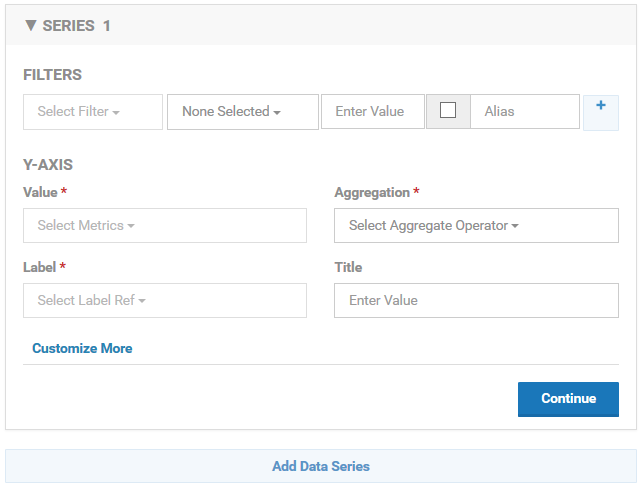 ▼ SERIES 1
FILTERS
Select Filter None Selected Enter Value Alias +
Y-AXIS
Value * Aggregation *
Select Metrics Select Aggregate Operator
Label * Title
Select Label Ref Enter Value
Customize More
Continue
Add Data Series